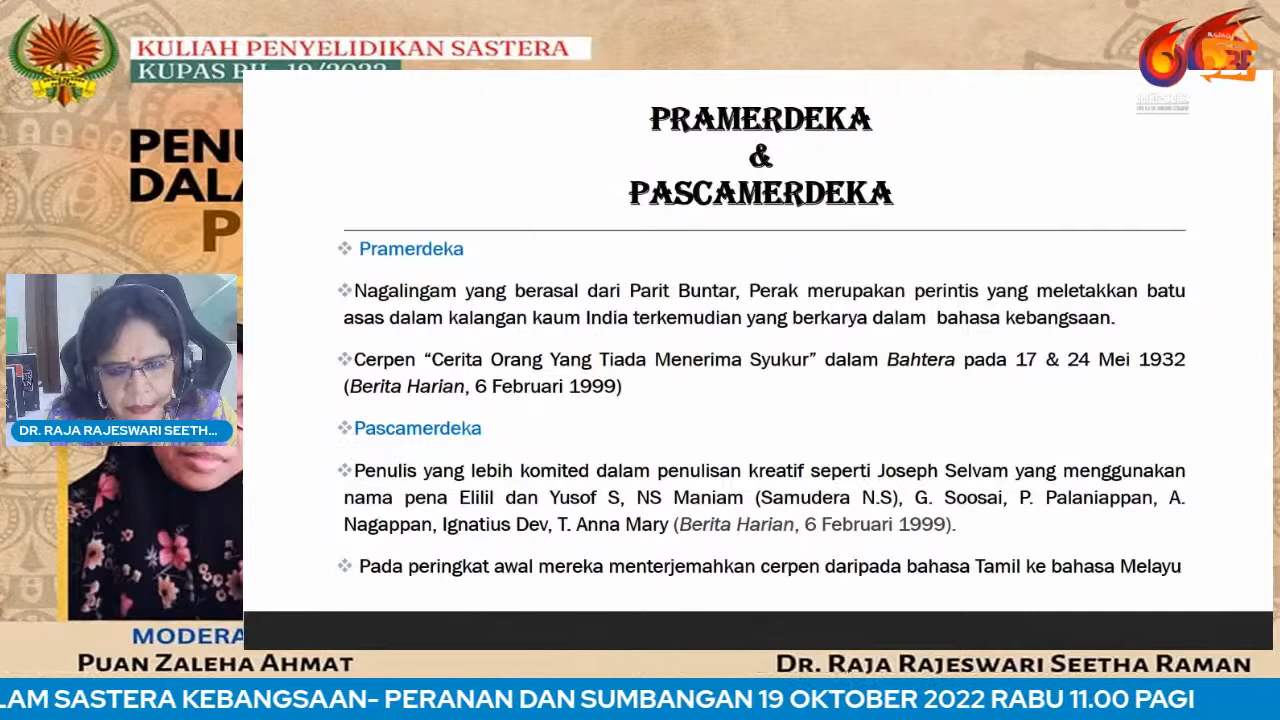 KULIAH PENYELIDIKAN SASTERA
KUPAS BIL 19/2022
PENU
DALA
P
PRAMERDEKA
&
PASCAMERDEKA
Pramerdeka
Nagalingam yang berasal dari Parit Buntar, Perak merupakan perintis yang meletakkan batu
asas dalam kalangan kaum India terkemudian yang berkarya dalam bahasa kebangsaan.
Cerpen “Cerita Orang Yang Tiada Menerima Syukur” dalam Bahtera pada 17 & 24 Mei 1932
(Berita Harian, 6 Februari 1999)
Pascamerdeka
Penulis yang lebih komited dalam penulisan kreatif seperti Joseph Selvam yang menggunakan
nama pena Elilil dan Yusof S, NS Maniam (Samudera N.S), G. Soosai, P. Palaniappan, A.
Nagappan, Ignatius Dev, T. Anna Mary (Berita Harian, 6 Februari 1999).
Pada peringkat awal mereka menterjemahkan cerpen daripada bahasa Tamil ke bahasa Melayu
DR. RAJA RAJESWARI SEETH...
MODERA
PUAN ZALEHA AHMAT
DR. RAJA RAJESWARI SEETHA RAMAN
LAM SASTERA KEBANGSAAN- PERANAN DAN SUMBANGAN 19 OKTOBER 2022 RABU 11.00 PAGI